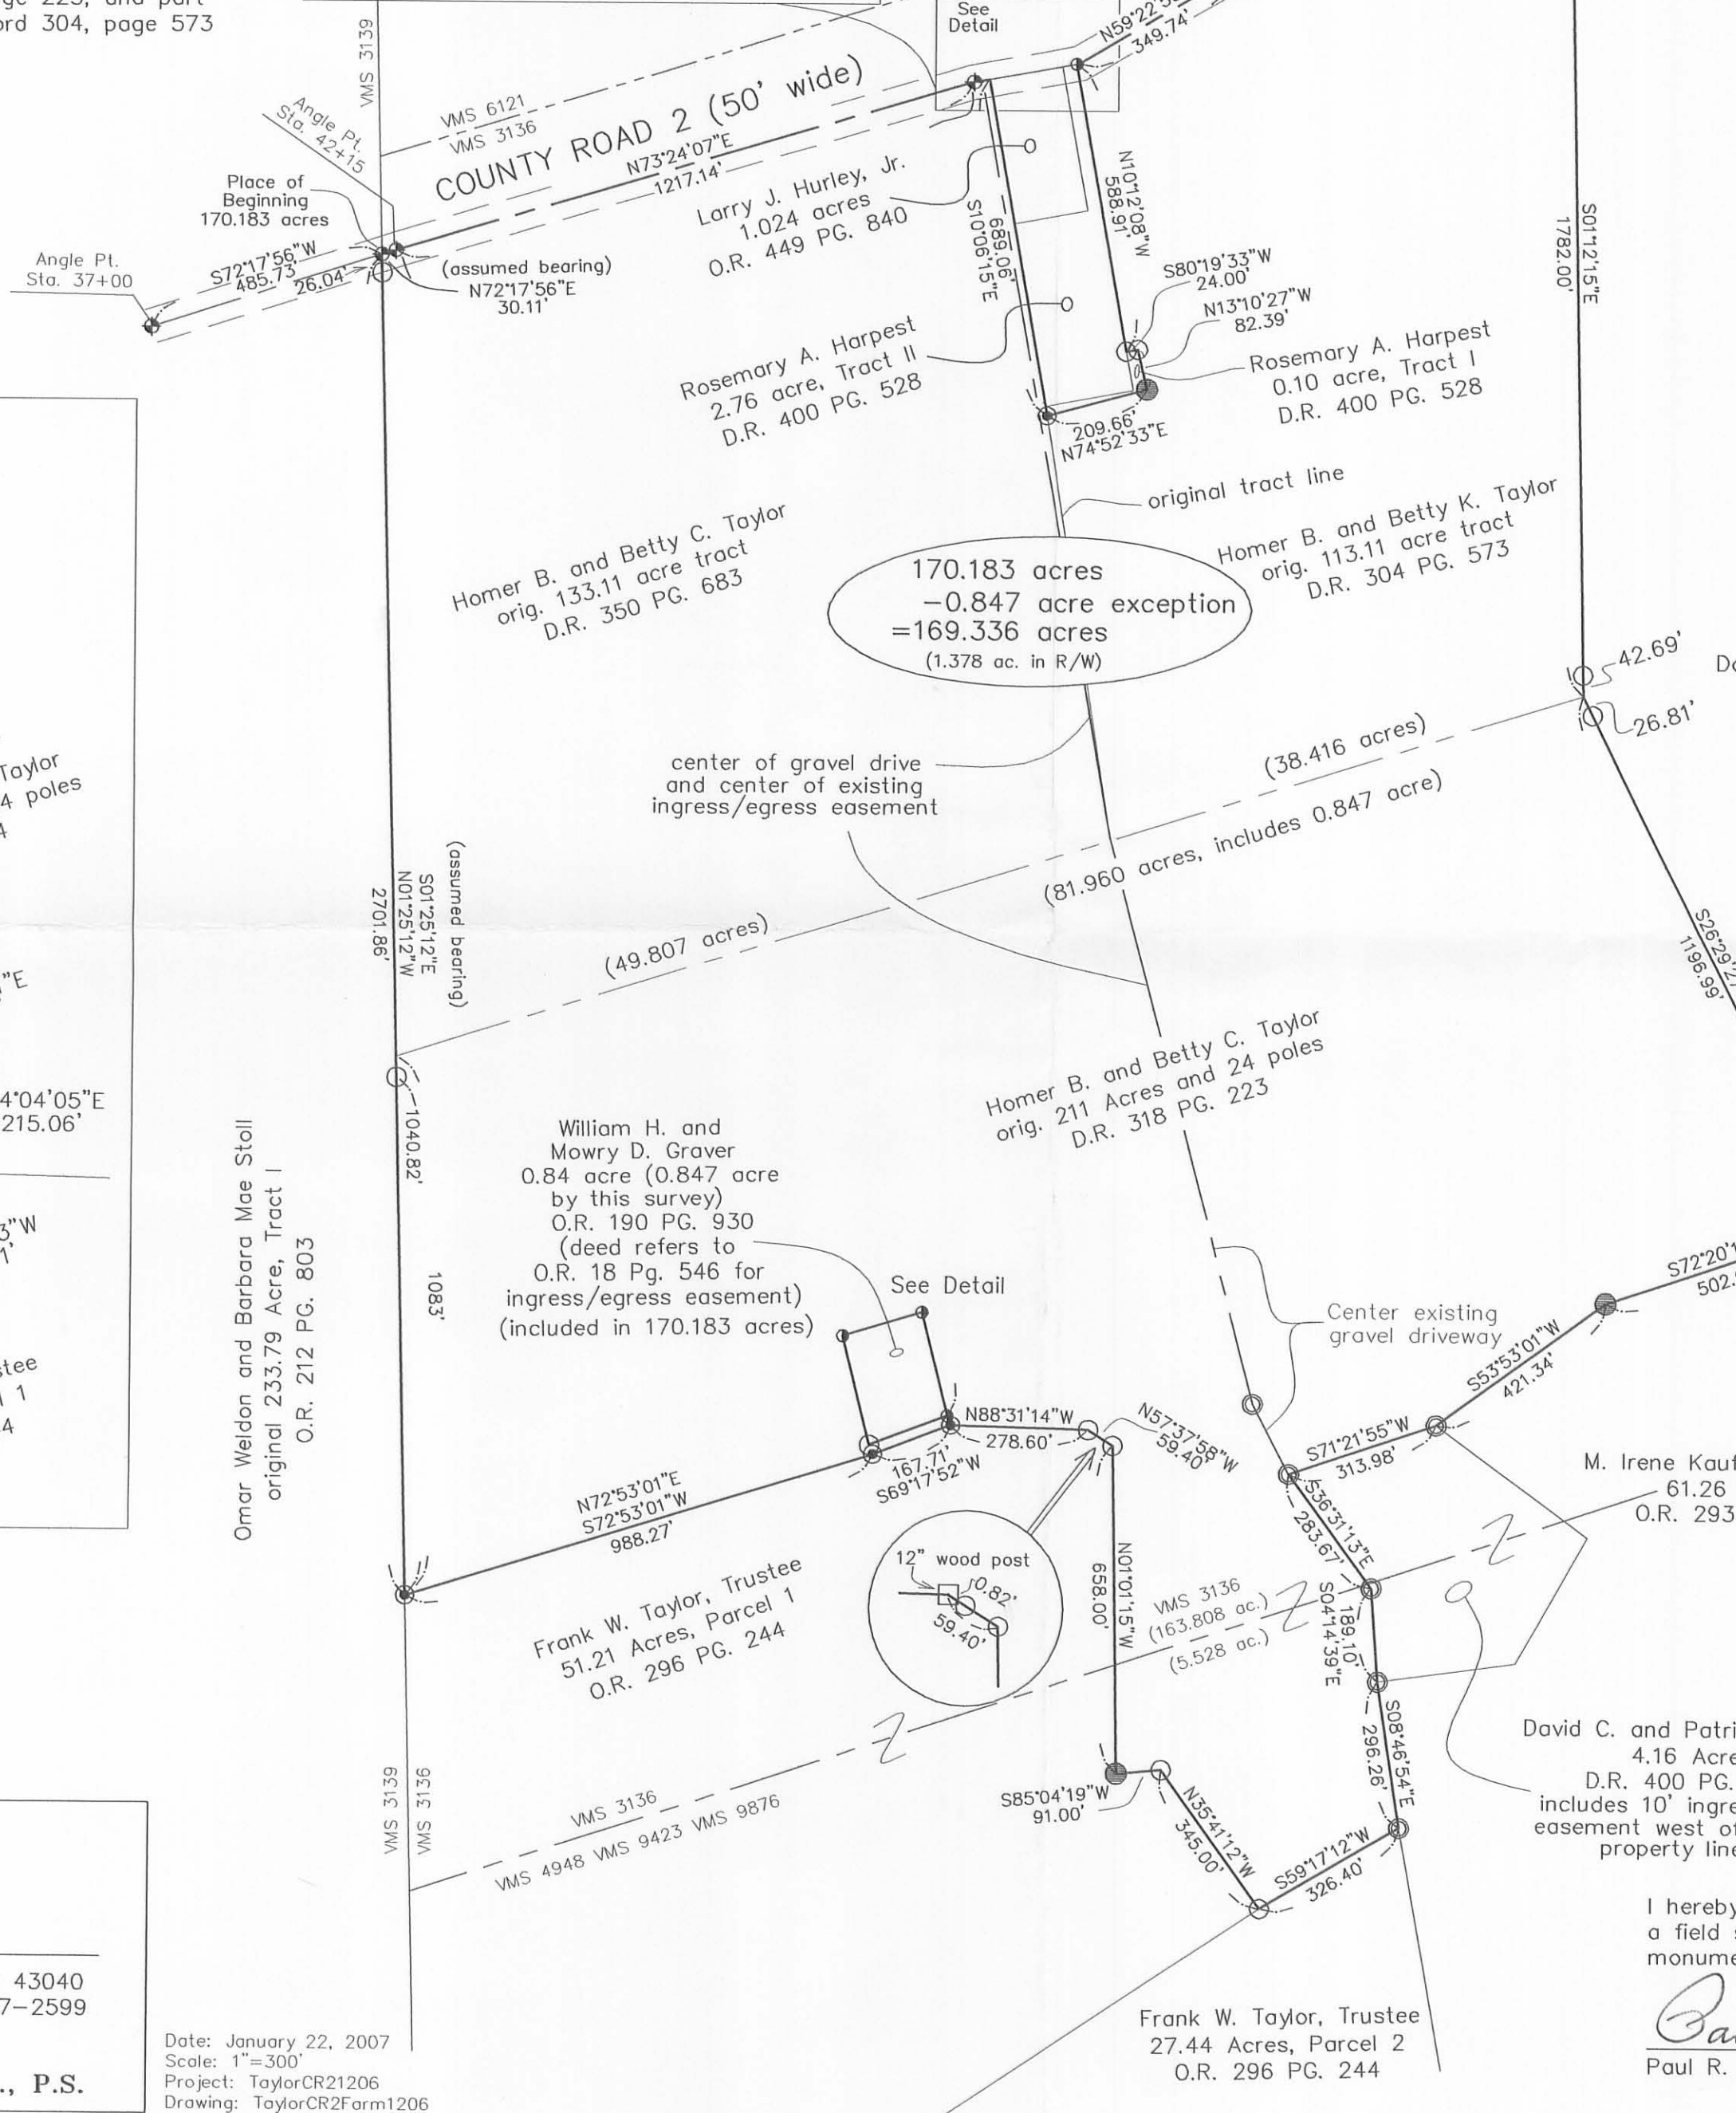 ge 223, and part
ord 304, page 573
VMS 3139
See
Detail
349.74'
VMS 6121
VMS 3136
COUNTY ROAD 2 (50' wide)
N73°24'07"E
1217.14'
Angle Pt.
Sta. 42+15
Place of
Beginning
170.183 acres
Angle Pt.
Sta. 37+00
S72°17'56"W
485.73'
26.04'
(assumed bearing)
N72°17'56"E
30.11'
Larry J. Hurley, Jr.
1.024 acres
O.R. 449 PG. 840
689.06'
S10°06'15"E
N10°12'08"W
588.91'
S80°19'33"W
24.00'
N13°10'27"W
82.39'
S01°12'15"E
1782.00'
Rosemary A. Harpest
2.76 acre, Tract II
D.R. 400 PG. 528
Rosemary A. Harpest
0.10 acre, Tract I
D.R. 400 PG. 528
209.66'
N74°52'33"E
original tract line
Homer B. and Betty C. Taylor
orig. 133.11 acre tract
D.R. 350 PG. 683
Homer B. and Betty K. Taylor
orig. 113.11 acre tract
D.R. 304 PG. 573
170.183 acres
-0.847 acre exception
=169.336 acres
(1.378 ac. in R/W)
42.69'
26.81'
Taylor
4 poles
center of gravel drive
and center of existing
ingress/egress easement
(38.416 acres)
(81.960 acres, includes 0.847 acre)
(49.807 acres)
(assumed bearing)
S01°25'12"E
N01°25'12"W
2701.86'
1196.99'
"E
4°04'05"E
215.06'
Homer B. and Betty C. Taylor
orig. 211 Acres and 24 poles
D.R. 318 PG. 223
1040.82'
1083'
Omar Weldon and Barbara Mae Stoll
original 233.79 Acre, Tract I
O.R. 212 PG. 803
William H. and
Mowry D. Graver
0.84 acre (0.847 acre
by this survey)
O.R. 190 PG. 930
(deed refers to
O.R. 18 Pg. 546 for
ingress/egress easement)
(included in 170.183 acres)
See Detail
3"W
stee
1
4
Center existing
gravel driveway
S72°20'1
502.
S53°53'01"W
421.34'
S71°21'55"W
313.98'
N88°31'14"W
278.60'
N57°37'58"W
59.40'
167.71'
S69°17'52"W
N72°53'01"E
S72°53'01"W
988.27'
M. Irene Kauf
61.26
O.R. 293
S36°31'13"E
283.67'
12" wood post
0.82'
59.40'
N01°01'15"W
658.00'
VMS 3136
(163.808 ac.)
(5.528 ac.)
189.10'
S04°14'39"E
Frank W. Taylor, Trustee
51.21 Acres, Parcel 1
O.R. 296 PG. 244
S08°46'54"E
296.26'
David C. and Patri
4.16 Acre
D.R. 400 PG.
includes 10' ingre
easement west of
property line
VMS 3139
VMS 3136
VMS 3136
VMS 4948 VMS 9423 VMS 9876
S85°04'19"W
91.00'
N35°41'12"W
345.00'
S59°17'12"W
326.40'
I hereby
a field s
monume
43040
7-2599
., P.S.
Date: January 22, 2007
Scale: 1"=300'
Project: TaylorCR21206
Drawing: TaylorCR2Farm1206
Frank W. Taylor, Trustee
27.44 Acres, Parcel 2
O.R. 296 PG. 244
Paul R.